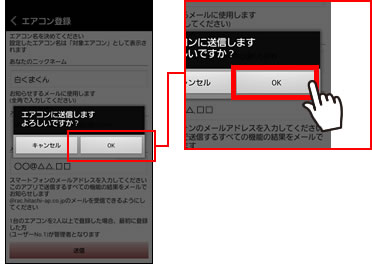 エアコン登録
エアコン名を決めてください
設定したエアコン名は「対象エアコン」として表示されます
あなたのニックネーム
白くまくん
お知らせするメールに使用します
(全角で入力してください)
エアコンに送信します
よろしいですか？
キャンセル
OK
○○@△△.□□
スマートフォンのメールアドレスを入力してください
このアプリで送信するすべての機能の結果をメールでお知らせします
@rac.hitachi-ap.co.jpのメールを受信できるようにしてください
1台のエアコンを2人以上で登録した場合、最初に登録した方
(ユーザーNo.1)が管理者となります
送信
るメールに使用します
してください)
コンに送信します
ろしいですか？
ンセル
OK
△.□□
ォンのメールアドレスを入力してください
で送信するすべての機能の結果をメール